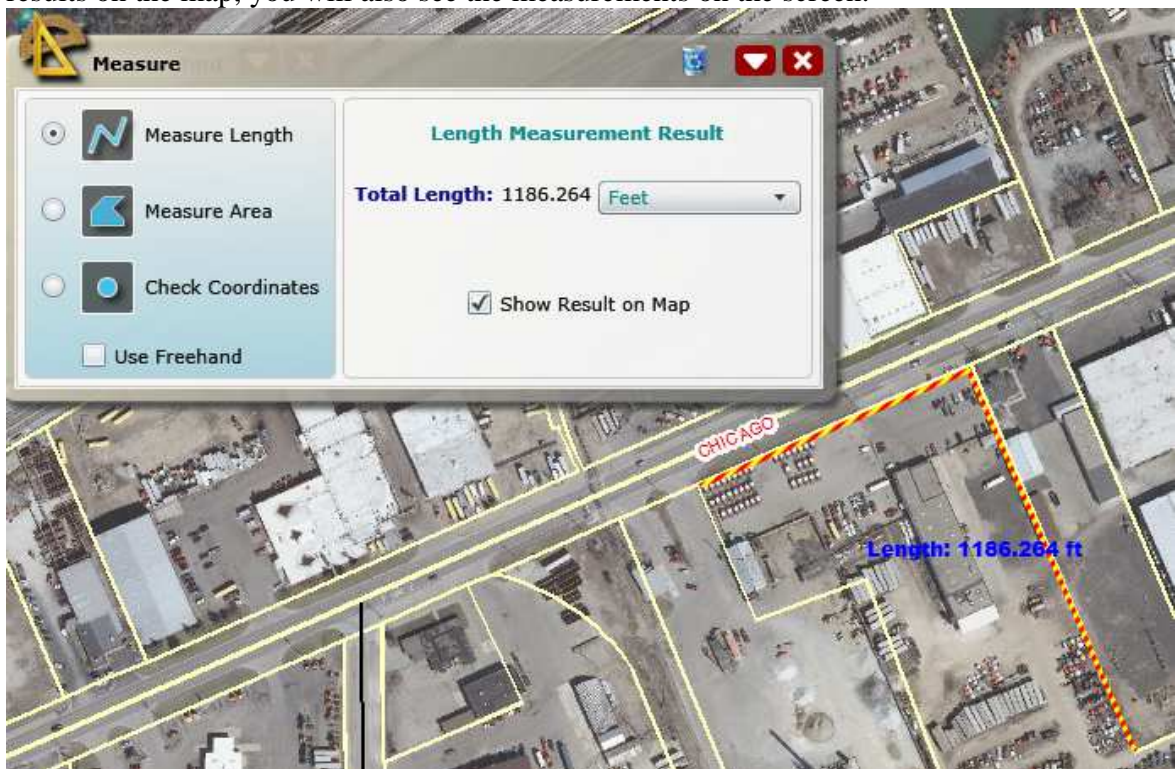 results on the map, you will also see the measurements on the screen.
Measure
Measure Length
Measure Area
Check Coordinates
Use Freehand
Length Measurement Result
Total Length: 1186.264 Feet
Show Result on Map
CHICAGO
Length: 1186.264 ft